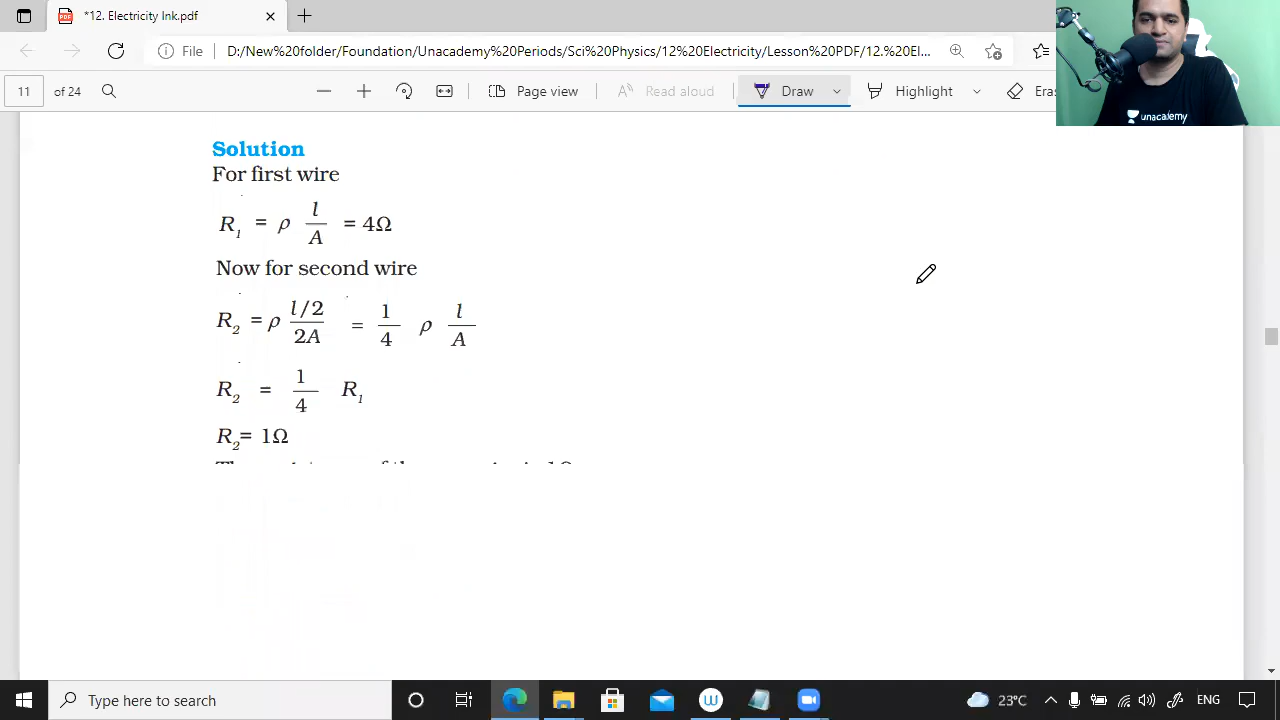 *12. Electricity Ink.pdf
File D:/New%20folder/Foundation/Unacademy%20Periods/Sci%20Physics/12%20Electricity/Lesson%20PDF/12.%20El...
11 of 24 Page view Read aloud Draw Highlight Eras
unacademy
Solution
For first wire
R₁ = ρ l/A = 4Ω
Now for second wire
R₂ = ρ (l/2)/(2A) = 1/4 ρ l/A
R₂ = 1/4 R₁
R₂= 1Ω
Type here to search 23°C ENG